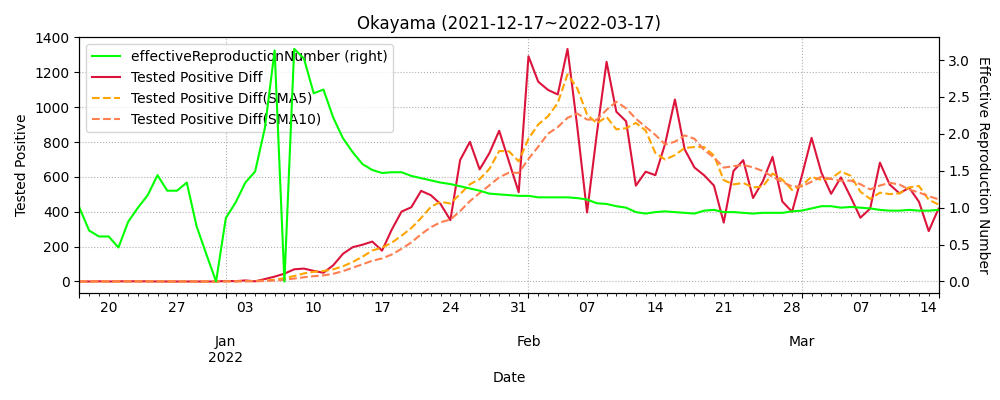 Okayama (2021-12-17~2022-03-17)
effectiveReproductionNumber (right)
Tested Positive Diff
Tested Positive Diff(SMA5)
Tested Positive Diff(SMA10)
Tested Positive
1400
1200
1000
800
600
400
200
0
3.0
2.5
2.0
1.5
1.0
0.5
0.0
Effective Reproduction Number
20 27 03 10 17 24 31 07 14 21 28 07 14
Jan Feb Mar
2022
Date